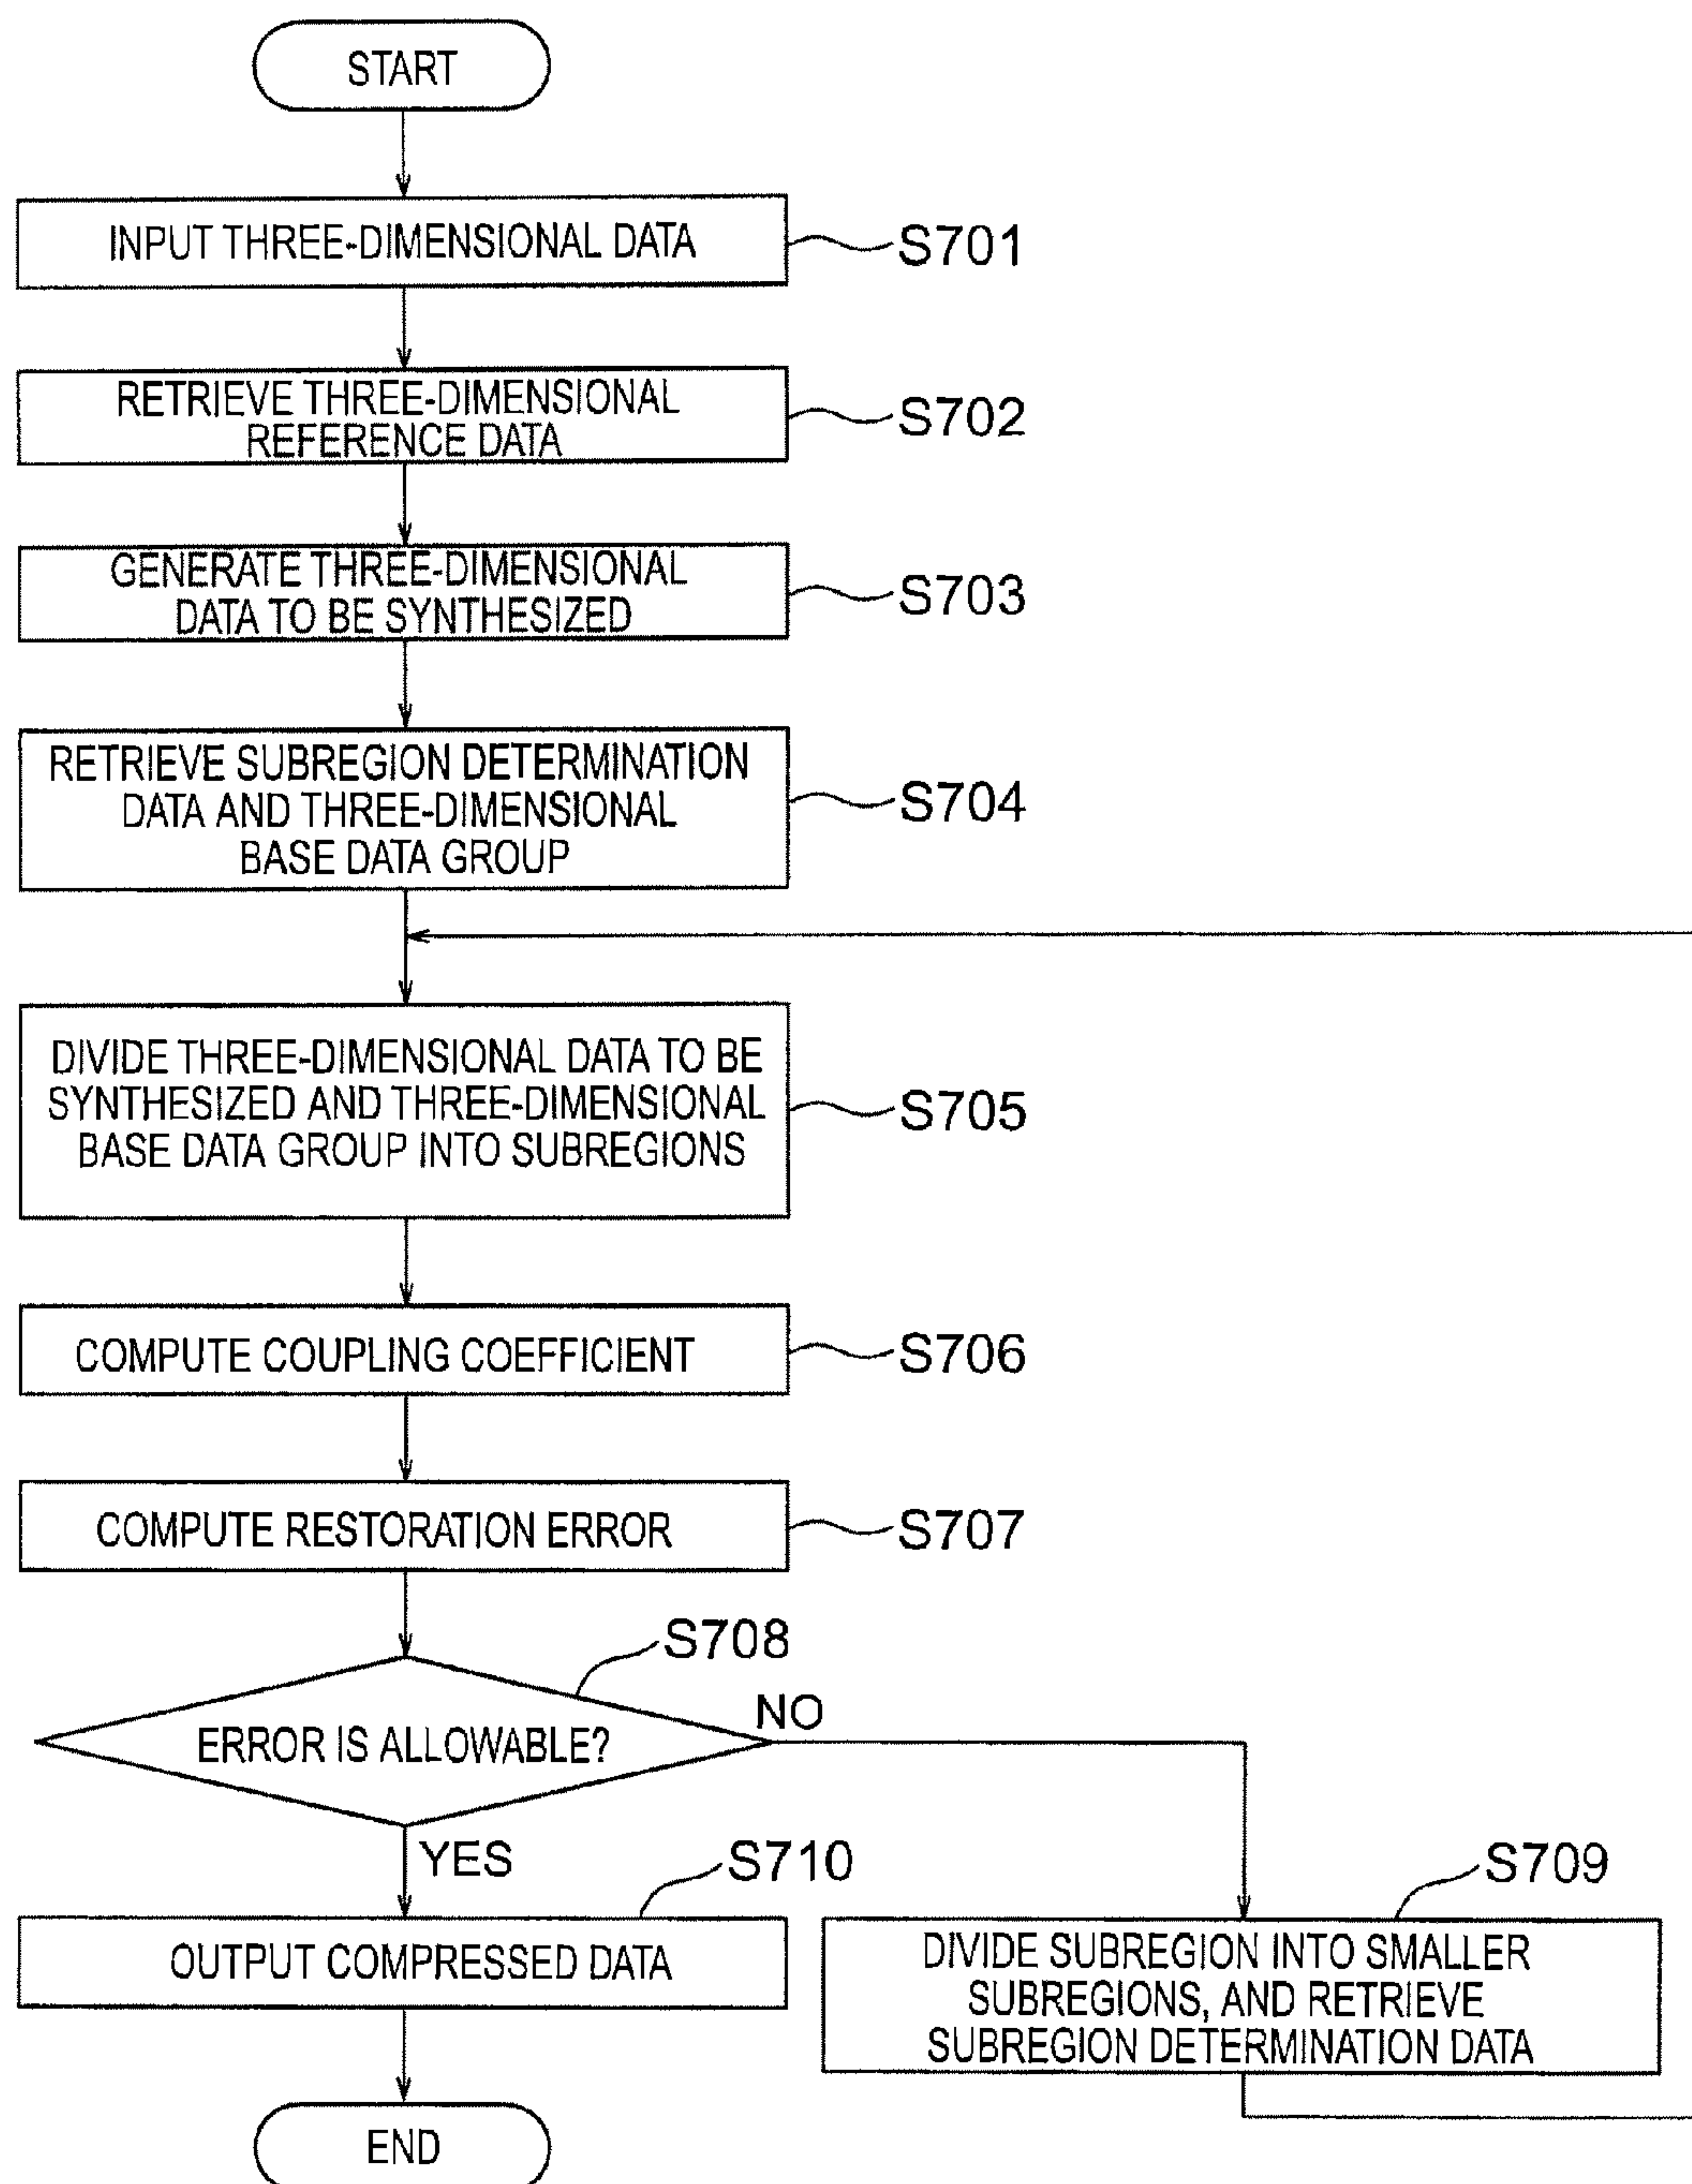 START
INPUT THREE-DIMENSIONAL DATA
S701
RETRIEVE THREE-DIMENSIONAL
REFERENCE DATA
S702
GENERATE THREE-DIMENSIONAL
DATA TO BE SYNTHESIZED
S703
RETRIEVE SUBREGION DETERMINATION
DATA AND THREE-DIMENSIONAL
BASE DATA GROUP
S704
DIVIDE THREE-DIMENSIONAL DATA TO BE
SYNTHESIZED AND THREE-DIMENSIONAL
BASE DATA GROUP INTO SUBREGIONS
S705
COMPUTE COUPLING COEFFICIENT
S706
COMPUTE RESTORATION ERROR
S707
S708
ERROR IS ALLOWABLE?
NO
YES
S710
OUTPUT COMPRESSED DATA
S709
DIVIDE SUBREGION INTO SMALLER
SUBREGIONS, AND RETRIEVE
SUBREGION DETERMINATION DATA
END